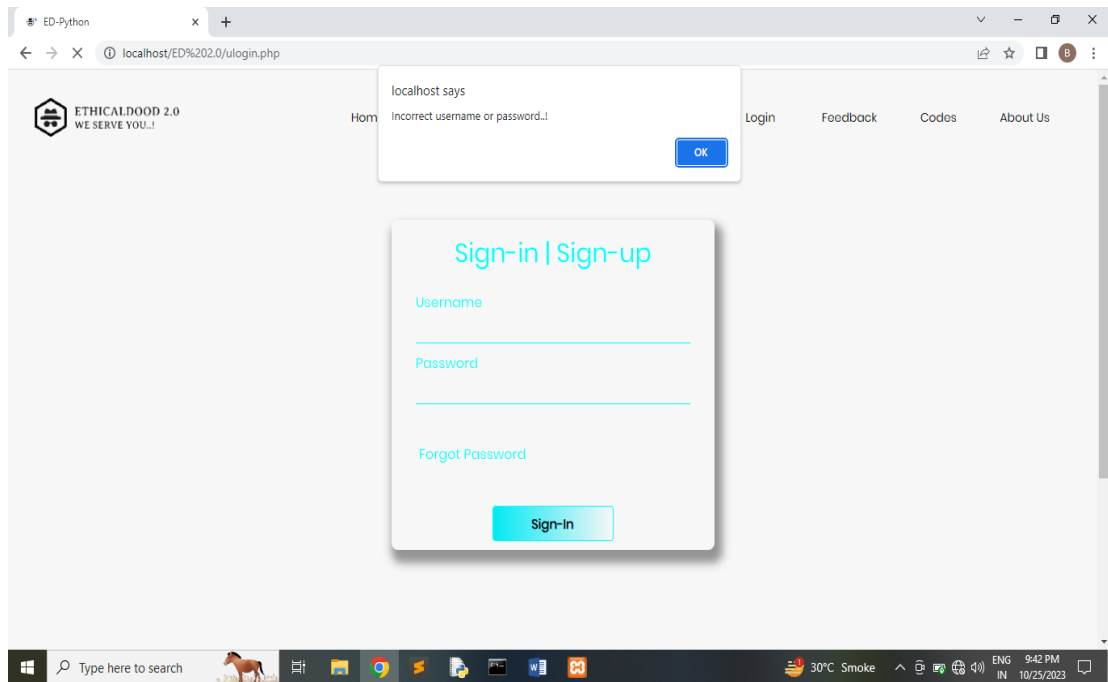 ED-Python
localhost/ED%202.0/ulogin.php
B
localhost says
Incorrect username or password..!
OK
ETHICALDOOD 2.0
WE SERVE YOU..!
Hom
Login
Feedback
Codes
About Us
Sign-in | Sign-up
Username
Password
Forgot Password
Sign-In
Type here to search
30°C Smoke
ENG
IN
9:42 PM
10/25/2023